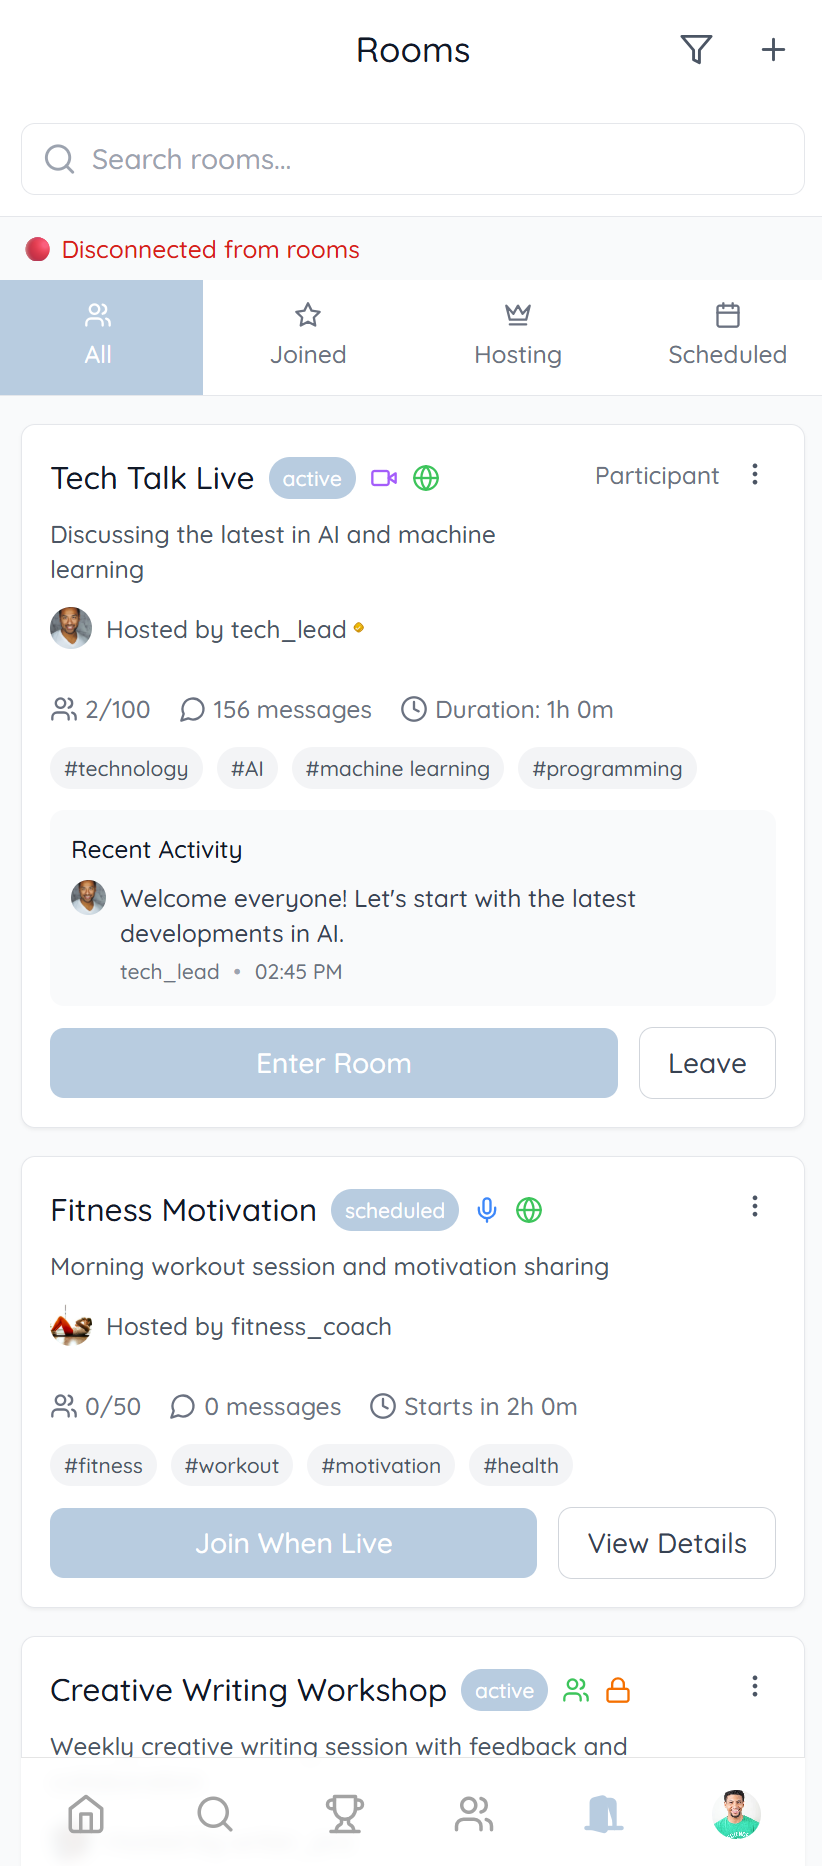 Rooms
Search rooms...
Disconnected from rooms
All
Joined
Hosting
Scheduled
Tech Talk Live
active
Participant
Discussing the latest in AI and machine
learning
Hosted by tech_lead
2/100
156 messages
Duration: 1h 0m
#technology
#AI
#machine learning
#programming
Recent Activity
Welcome everyone! Let's start with the latest
developments in AI.
tech_lead • 02:45 PM
Enter Room
Leave
Fitness Motivation
scheduled
Morning workout session and motivation sharing
Hosted by fitness_coach
0/50
0 messages
Starts in 2h 0m
#fitness
#workout
#motivation
#health
Join When Live
View Details
Creative Writing Workshop
active
Weekly creative writing session with feedback and